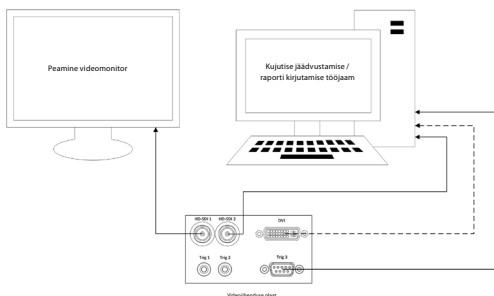 Peamine videomonitor
Kujutise jäädvustamise /
raporti kirjutamise tööjaam
HD-SDI 1 HD-SDI 2 DVI
Trig 1 Trig 2 Trig 3
Videoühenduse plaat